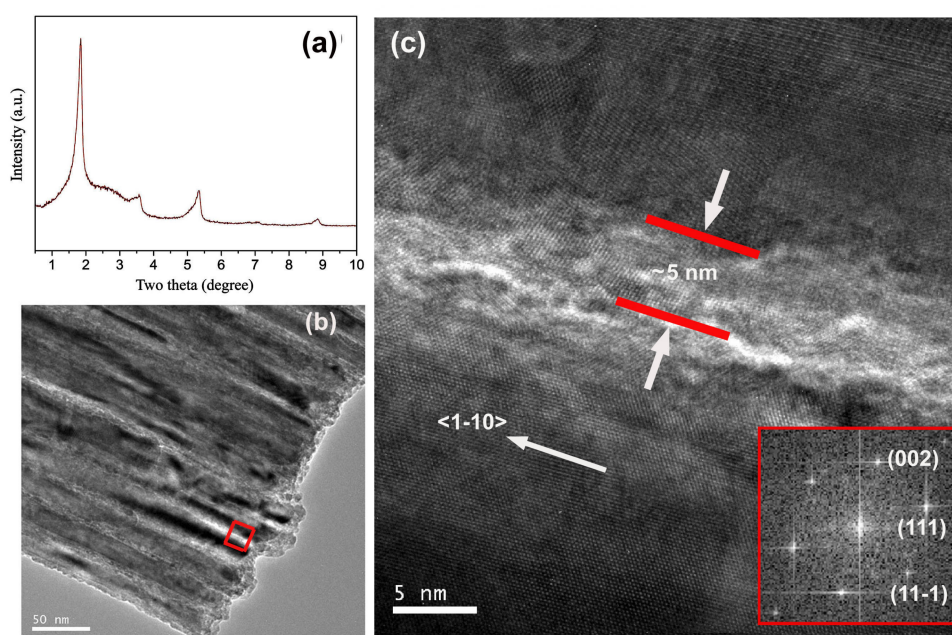 (a)
Intensity (a.u.)
1 2 3 4 5 6 7 8 9 10
Two theta (degree)
(b)
50 nm
(c)
~5 nm
<1-10>
5 nm
(002)
(111)
(11-1)